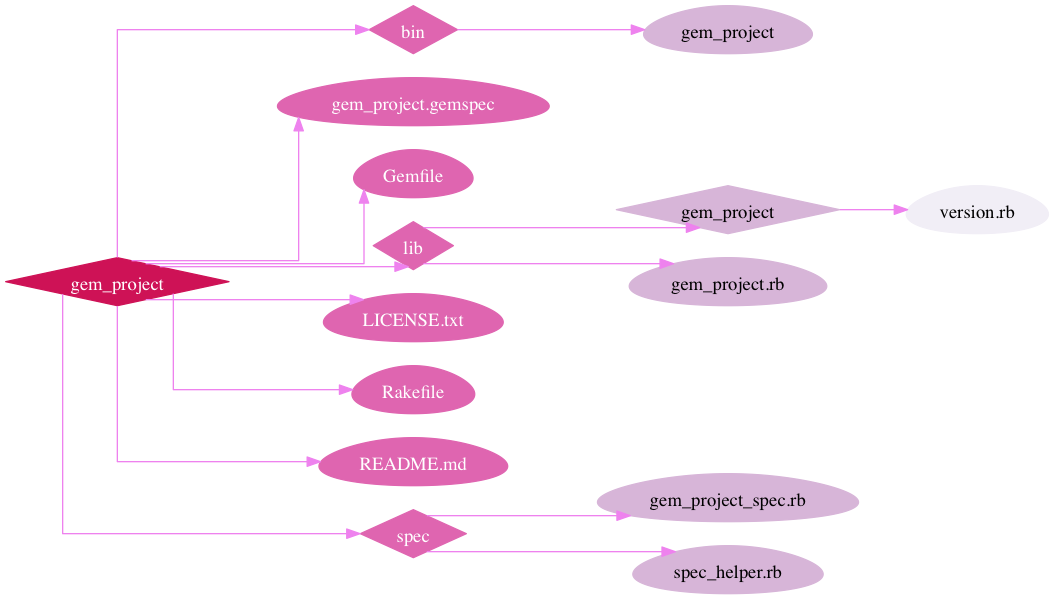 bin
gem_project
gem_project.gemspec
Gemfile
gem_project
version.rb
lib
gem_project
gem_project.rb
LICENSE.txt
Rakefile
README.md
gem_project_spec.rb
spec
spec_helper.rb